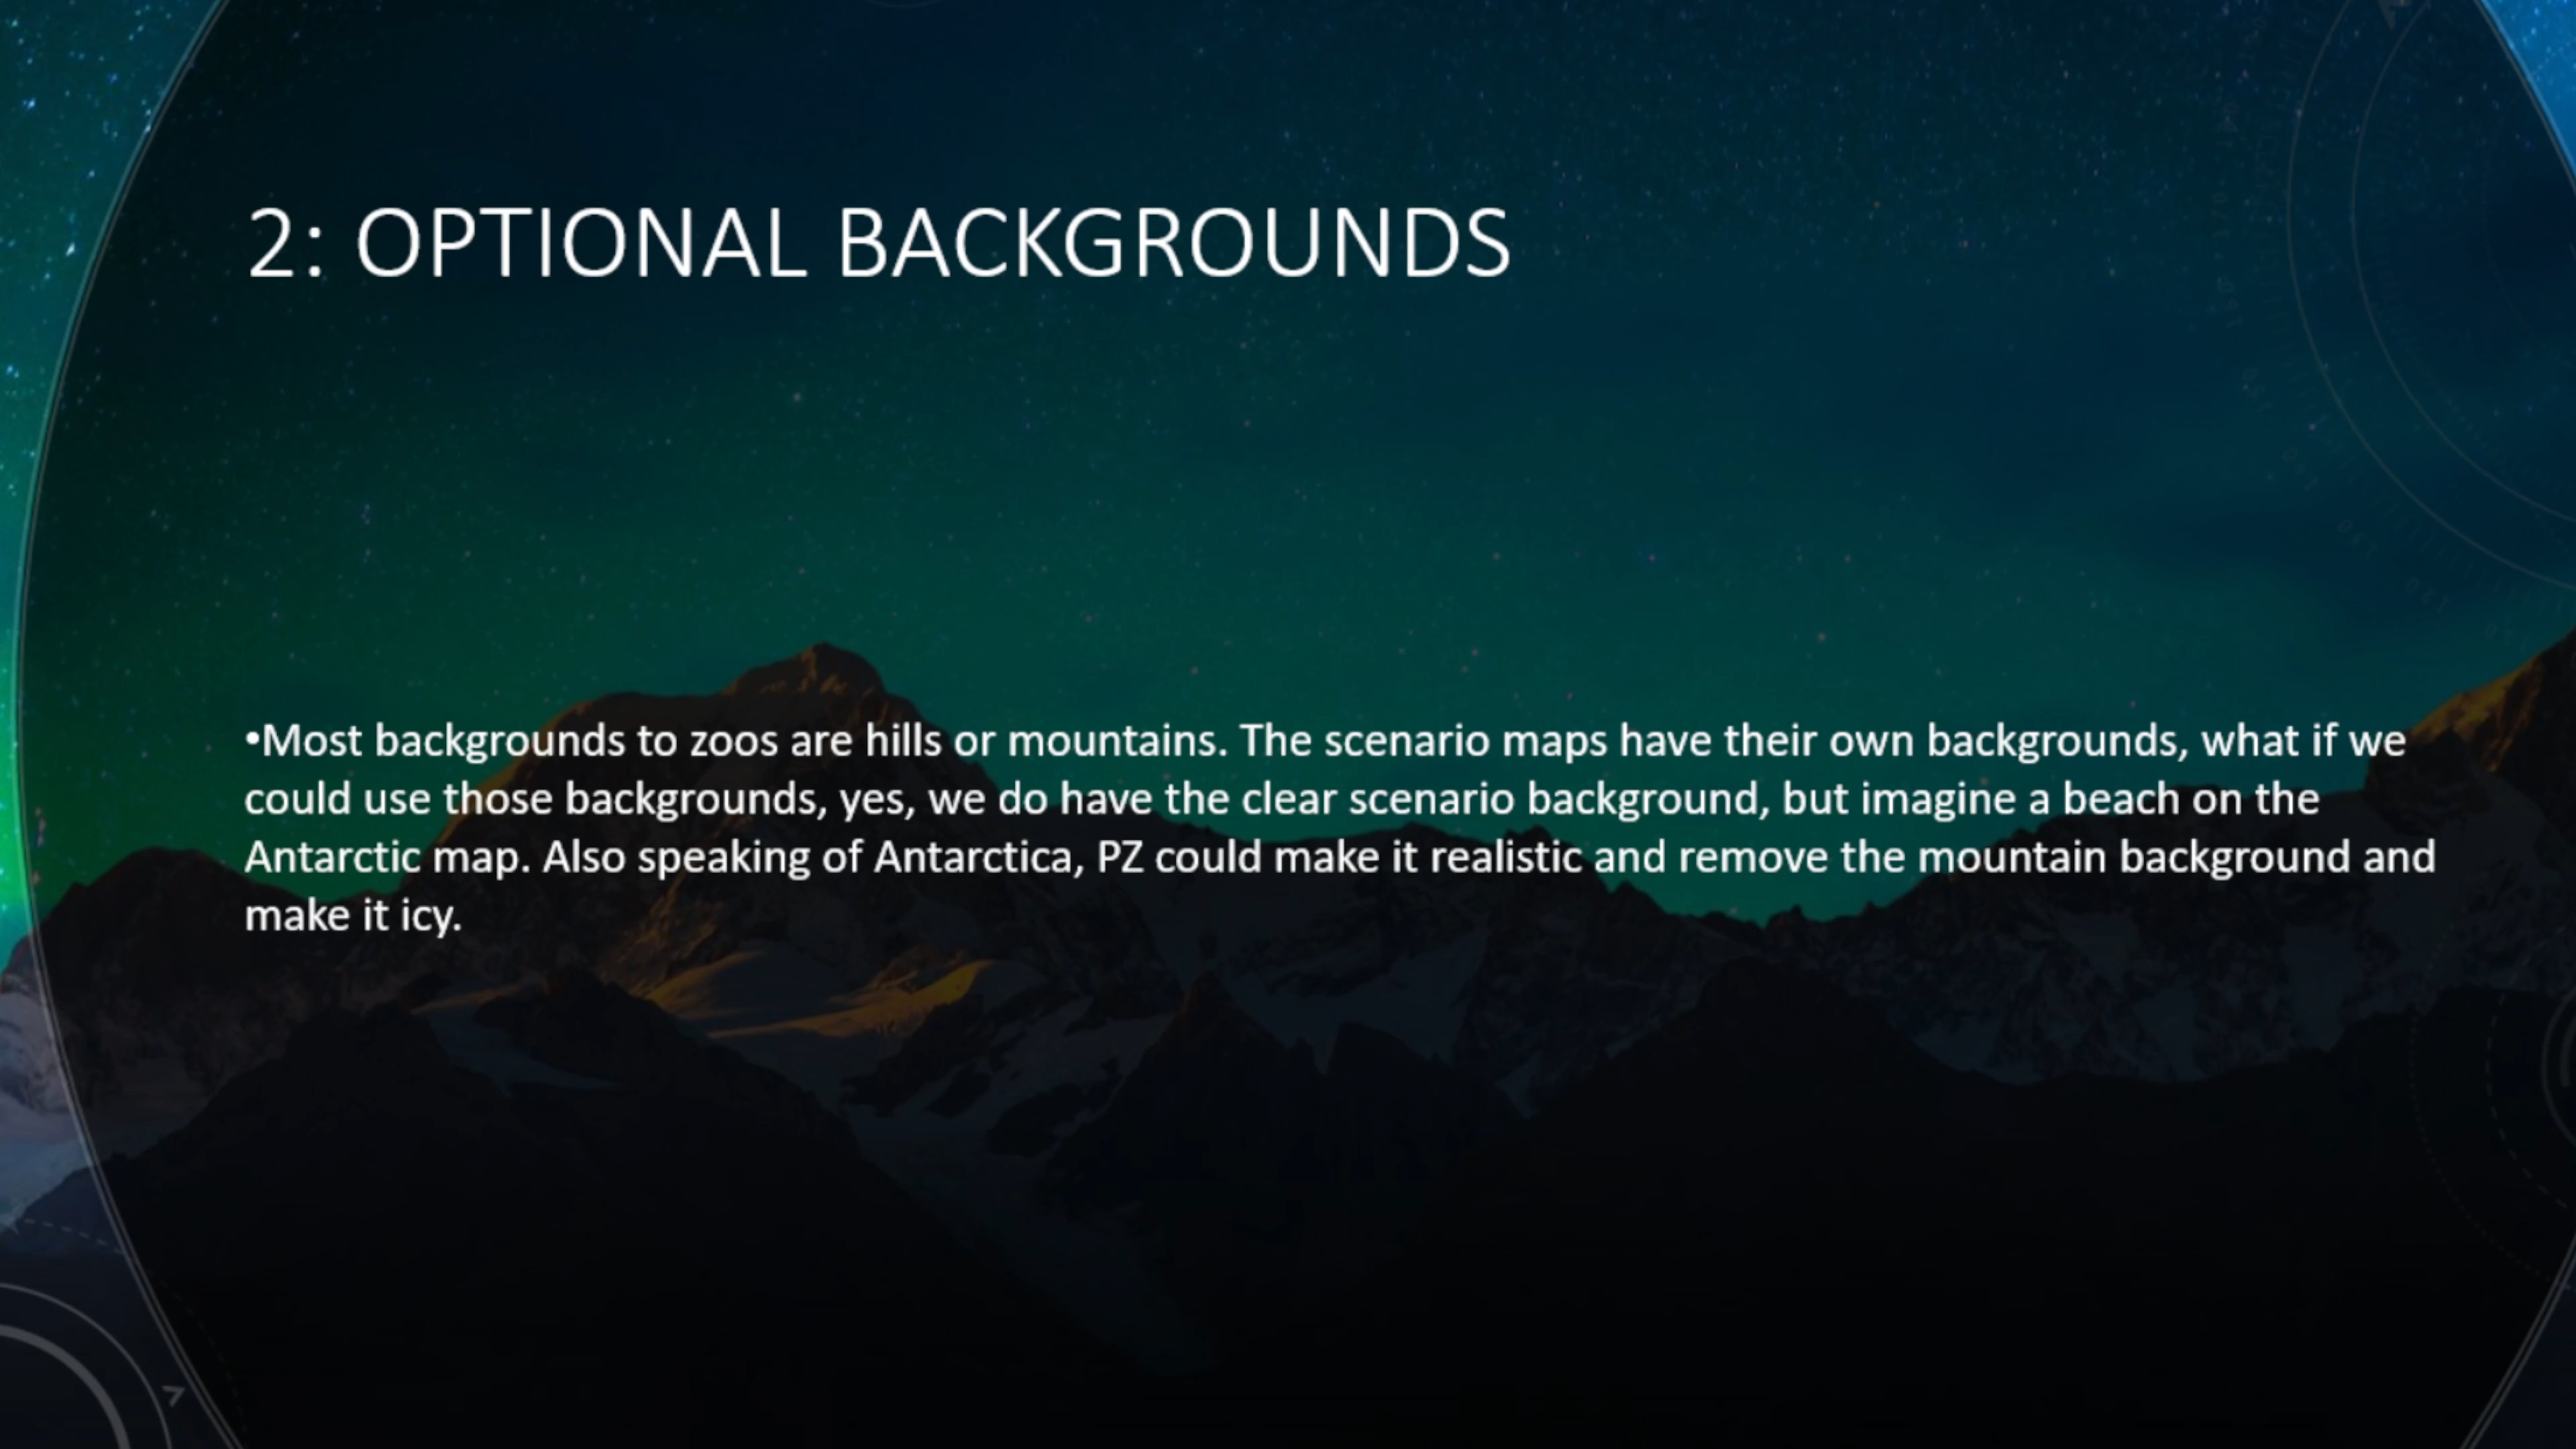 2: OPTIONAL BACKGROUNDS
•Most backgrounds to zoos are hills or mountains. The scenario maps have their own backgrounds, what if we
could use those backgrounds, yes, we do have the clear scenario background, but imagine a beach on the
Antarctic map. Also speaking of Antarctica, PZ could make it realistic and remove the mountain background and
make it icy.